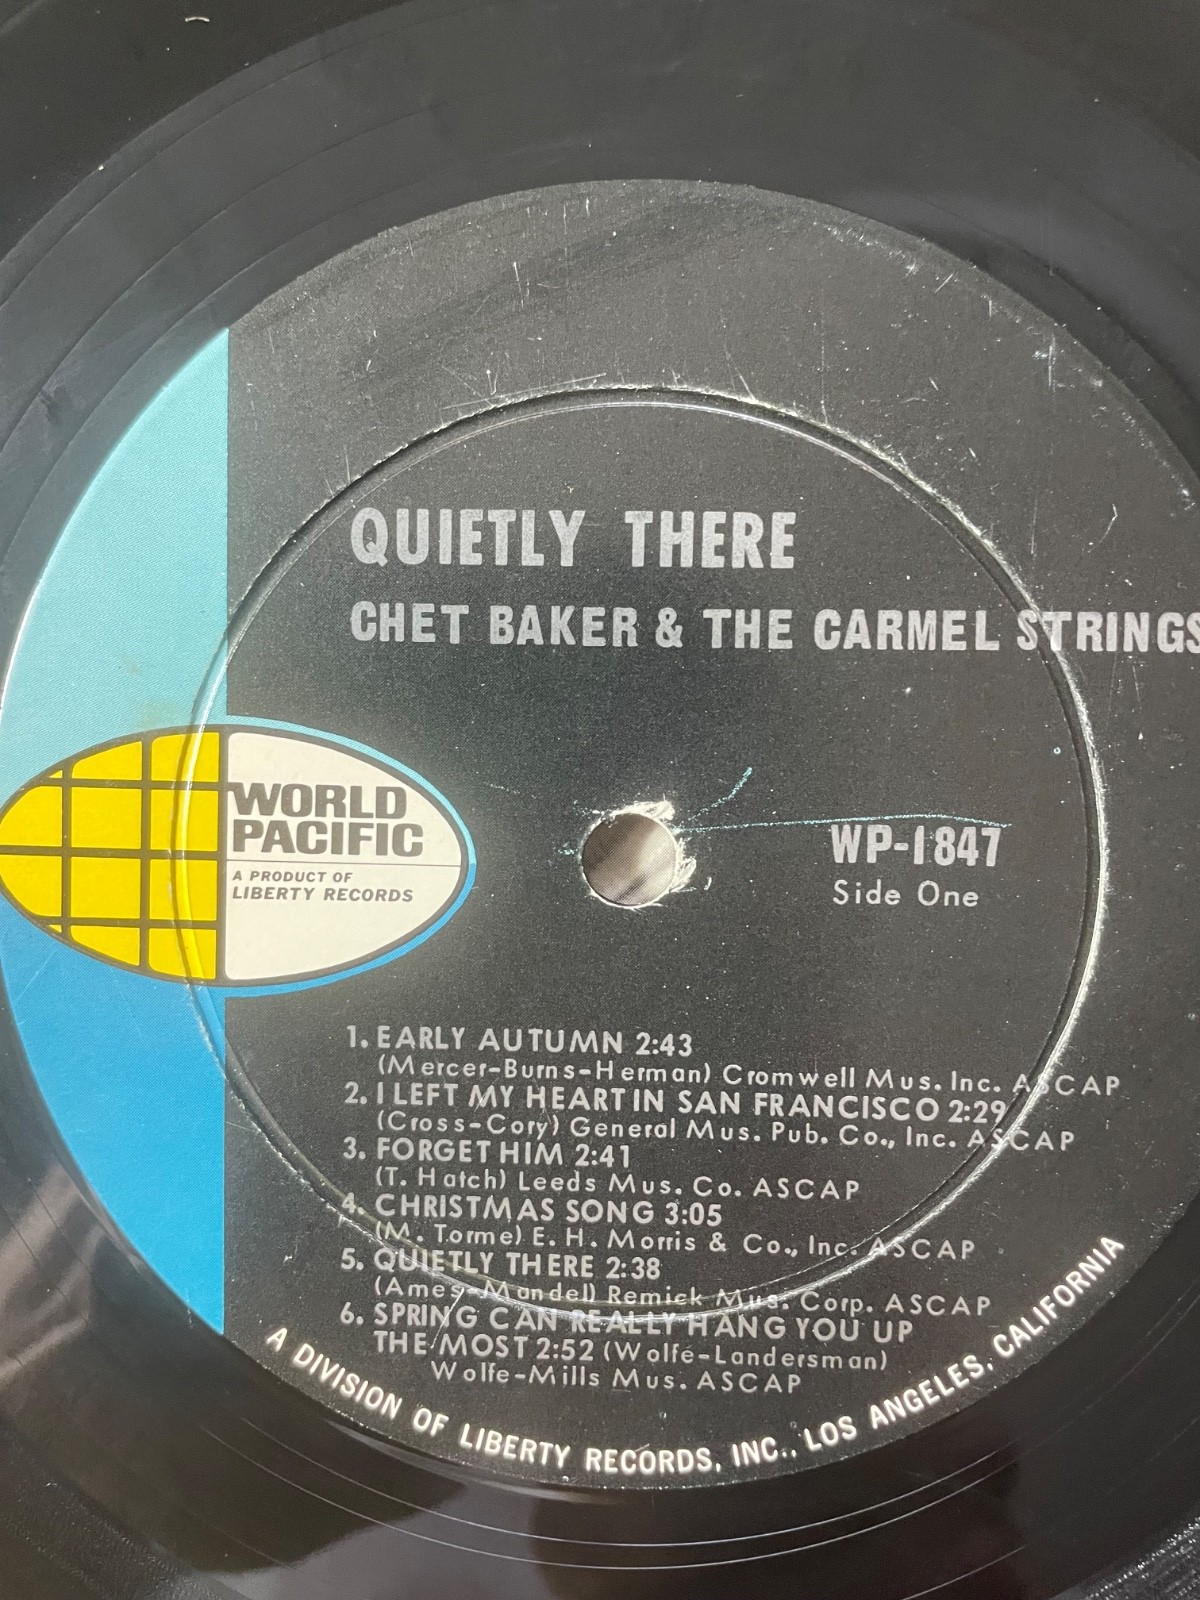 QUIETLY THERE
CHET BAKER & THE CARMEL STRINGS
WORLD
PACIFIC
A PRODUCT OF
LIBERTY RECORDS
WP-1847
Side One
1. EARLY AUTUMN 2:43
(Mercer-Burns-Herman) Cromwell Mus. Inc. ASCAP
2. I LEFT MY HEART IN SAN FRANCISCO 2:29
(Cross-Cory) General Mus. Pub. Co., Inc. ASCAP
3. FORGET HIM 2:41
(T. Hatch) Leeds Mus. Co. ASCAP
4. CHRISTMAS SONG 3:05
(M. Torme) E. H. Morris & Co., Inc. ASCAP
5. QUIETLY THERE 2:38
(Ames-Mandel) Remick Mus. Corp. ASCAP
6. SPRING CAN REALLY HANG YOU UP
THE MOST 2:52 (Wolfe-Landersman)
Wolfe-Mills Mus. ASCAP
A DIVISION OF LIBERTY RECORDS, INC., LOS ANGELES, CALIFORNIA